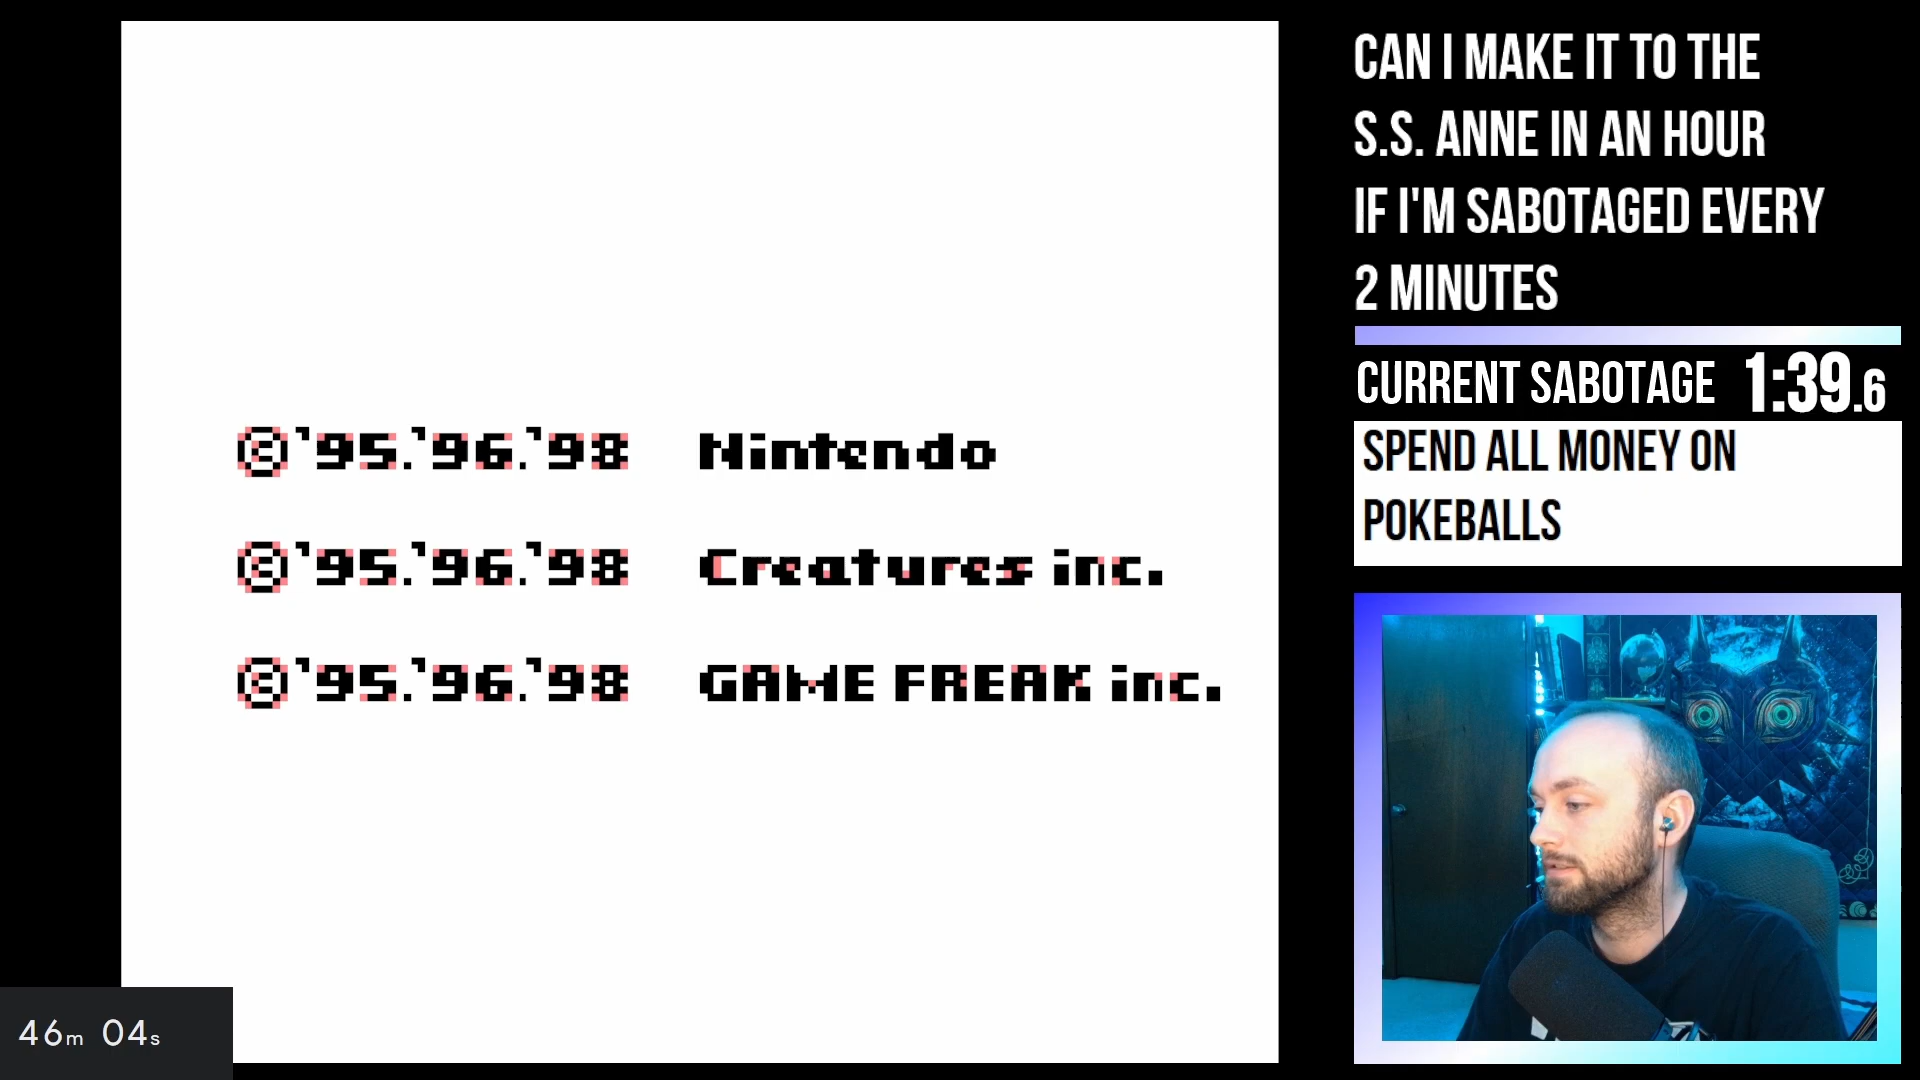 ©'95.'96.'98 Nintendo
©'95.'96.'98 Creatures inc.
©'95.'96.'98 GAME FREAK inc.
46m 04s
CAN I MAKE IT TO THE
S.S. ANNE IN AN HOUR
IF I'M SABOTAGED EVERY
2 MINUTES
CURRENT SABOTAGE 1:39.6
SPEND ALL MONEY ON
POKEBALLS